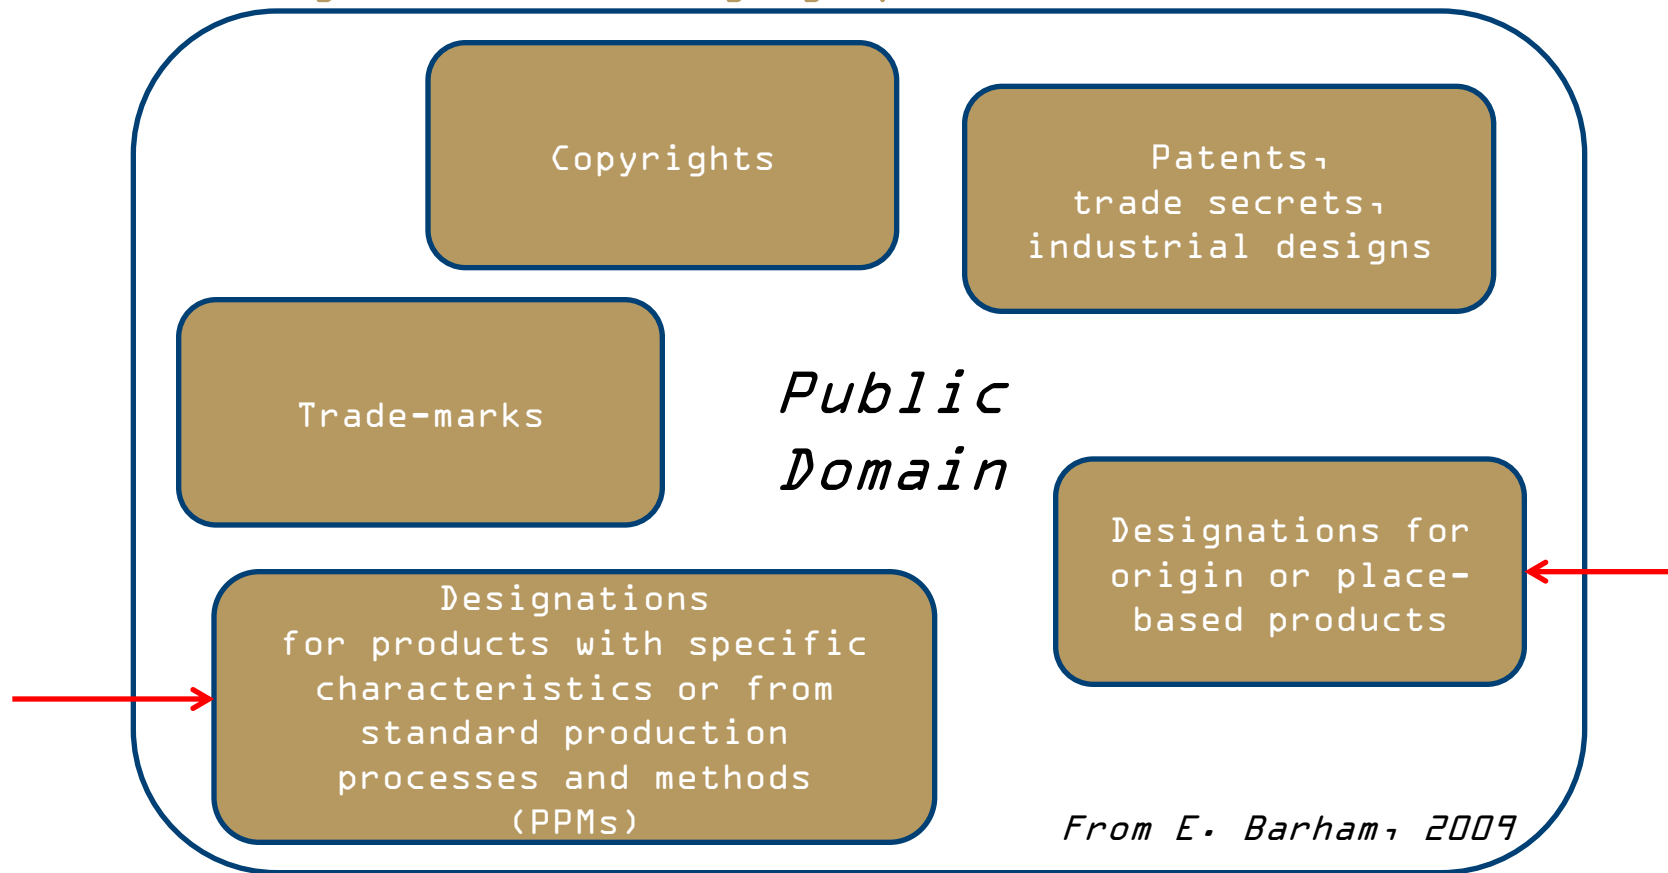 Copyrights
Patents,
trade secrets,
industrial designs
Trade-marks
Public
Domain
Designations for
origin or place-
based products
Designations
for products with specific
characteristics or from
standard production
processes and methods
(PPMs)
From E. Barham, 2009